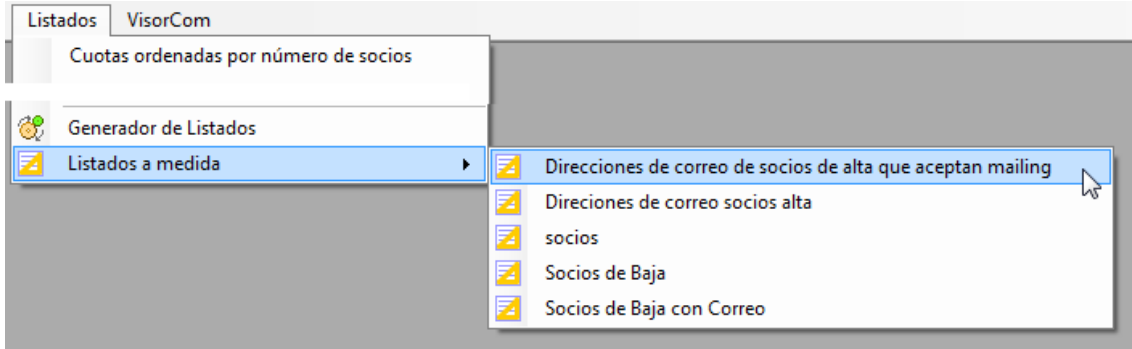 Listados VisorCom
Cuotas ordenadas por número de socios
Generador de Listados
Listados a medida
Direcciones de correo de socios de alta que aceptan mailing
Direciones de correo socios alta
socios
Socios de Baja
Socios de Baja con Correo